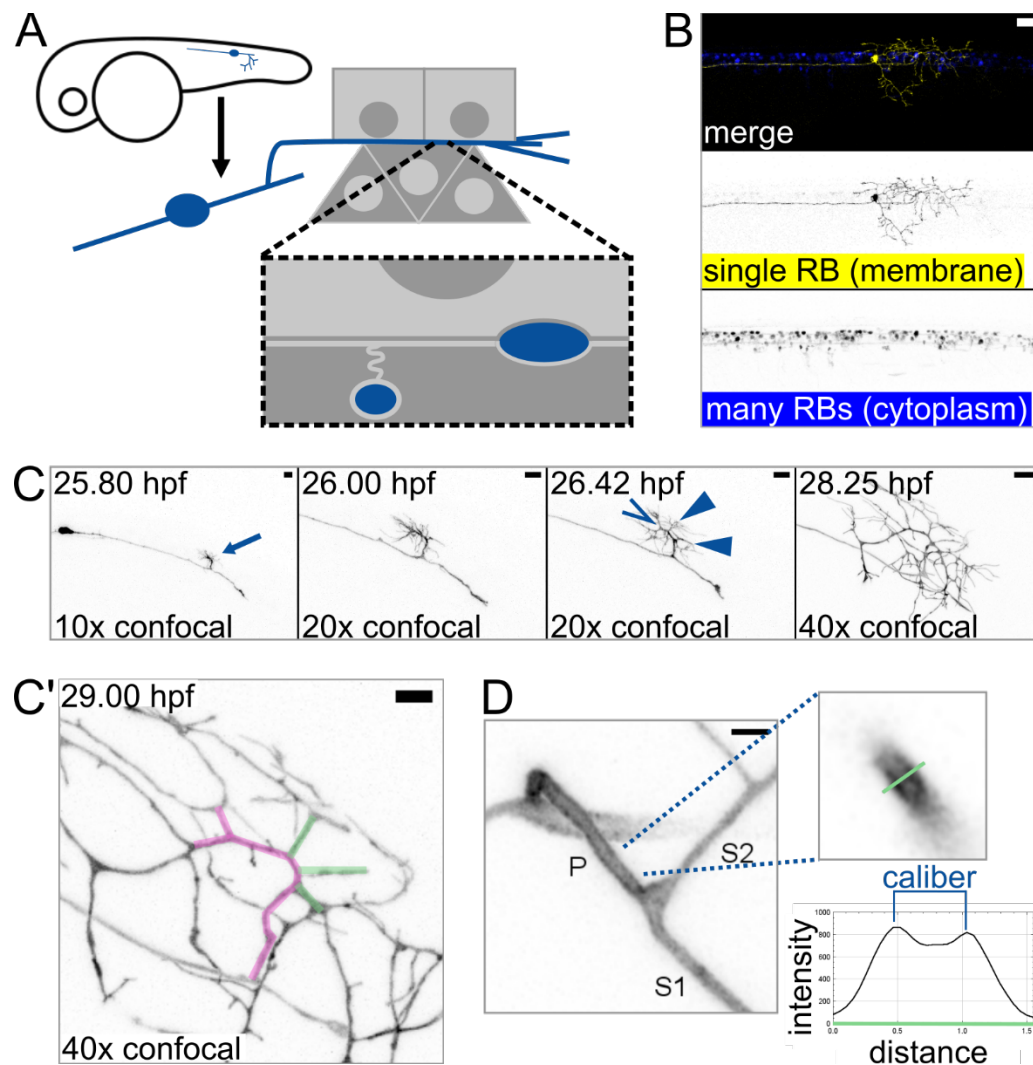 A
B
merge
single RB (membrane)
many RBs (cytoplasm)
C
25.80 hpf
10x confocal
26.00 hpf
20x confocal
26.42 hpf
20x confocal
28.25 hpf
40x confocal
C'
29.00 hpf
40x confocal
D
P
S2
S1
caliber
intensity
1000
800
600
400
200
0
0.0
0.5
1.0
1.5
distance